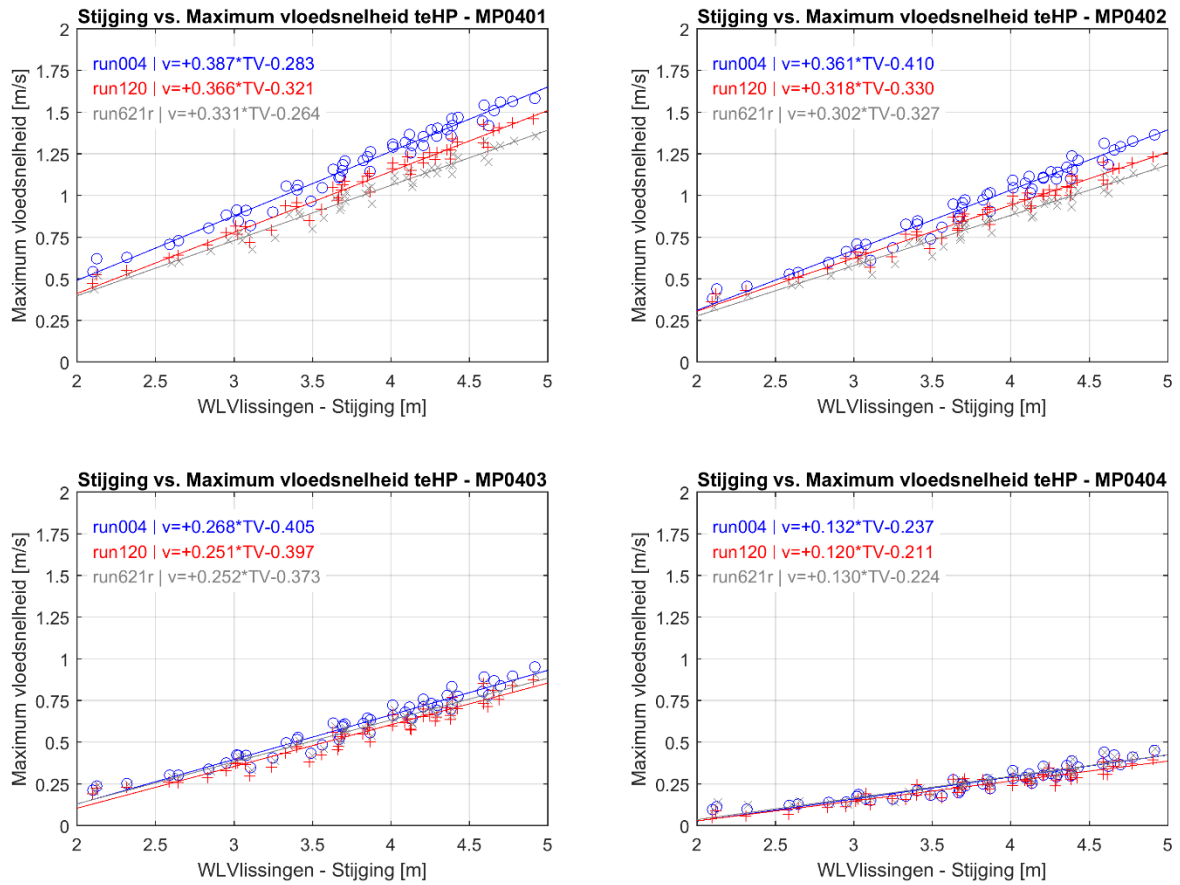 Stijging vs. Maximum vloedsnelheid teHP - MP0401
2
1.75
1.5
1.25
1
0.75
0.5
0.25
0
Maximum vloedsnelheid [m/s]
run004 | v=+0.387*TV-0.283
run120 | v=+0.366*TV-0.321
run621r | v=+0.331*TV-0.264
2 2.5 3 3.5 4 4.5 5
WLVlissingen - Stijging [m]
Stijging vs. Maximum vloedsnelheid teHP - MP0402
2
1.75
1.5
1.25
1
0.75
0.5
0.25
0
Maximum vloedsnelheid [m/s]
run004 | v=+0.361*TV-0.410
run120 | v=+0.318*TV-0.330
run621r | v=+0.302*TV-0.327
2 2.5 3 3.5 4 4.5 5
WLVlissingen - Stijging [m]
Stijging vs. Maximum vloedsnelheid teHP - MP0403
2
1.75
1.5
1.25
1
0.75
0.5
0.25
0
Maximum vloedsnelheid [m/s]
run004 | v=+0.268*TV-0.405
run120 | v=+0.251*TV-0.397
run621r | v=+0.252*TV-0.373
2 2.5 3 3.5 4 4.5 5
WLVlissingen - Stijging [m]
Stijging vs. Maximum vloedsnelheid teHP - MP0404
2
1.75
1.5
1.25
1
0.75
0.5
0.25
0
Maximum vloedsnelheid [m/s]
run004 | v=+0.132*TV-0.237
run120 | v=+0.120*TV-0.211
run621r | v=+0.130*TV-0.224
2 2.5 3 3.5 4 4.5 5
WLVlissingen - Stijging [m]